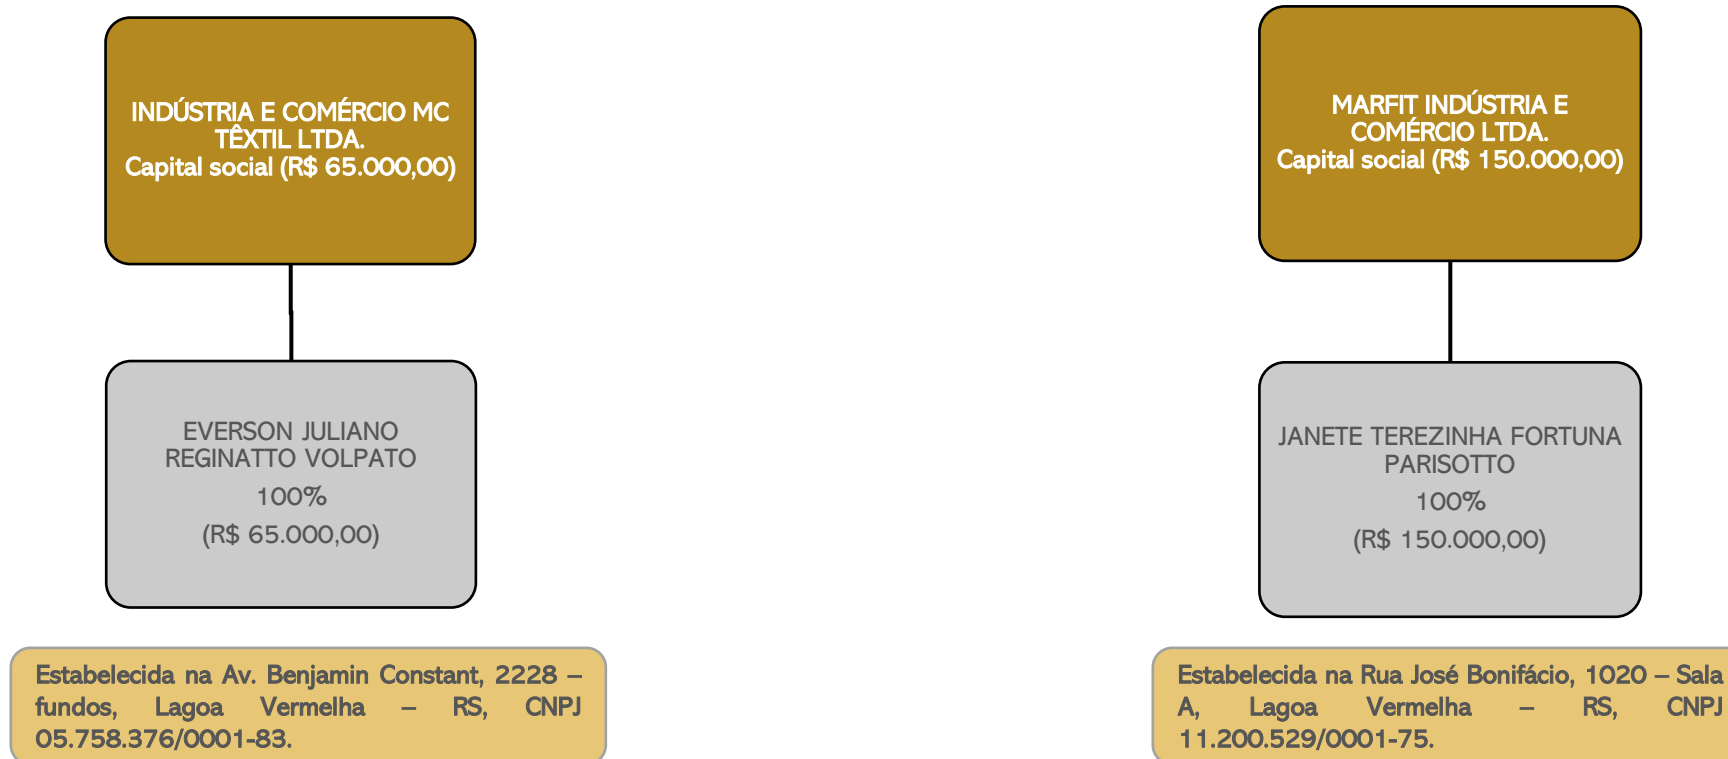 INDÚSTRIA E COMÉRCIO MC
TÊXTIL LTDA.
Capital social (R$ 65.000,00)
EVERSON JULIANO
REGINATTO VOLPATO
100%
(R$ 65.000,00)
Estabelecida na Av. Benjamin Constant, 2228 –
fundos, Lagoa Vermelha – RS, CNPJ
05.758.376/0001-83.
MARFIT INDÚSTRIA E
COMÉRCIO LTDA.
Capital social (R$ 150.000,00)
JANETE TEREZINHA FORTUNA
PARISOTTO
100%
(R$ 150.000,00)
Estabelecida na Rua José Bonifácio, 1020 – Sala
A, Lagoa Vermelha – RS, CNPJ
11.200.529/0001-75.